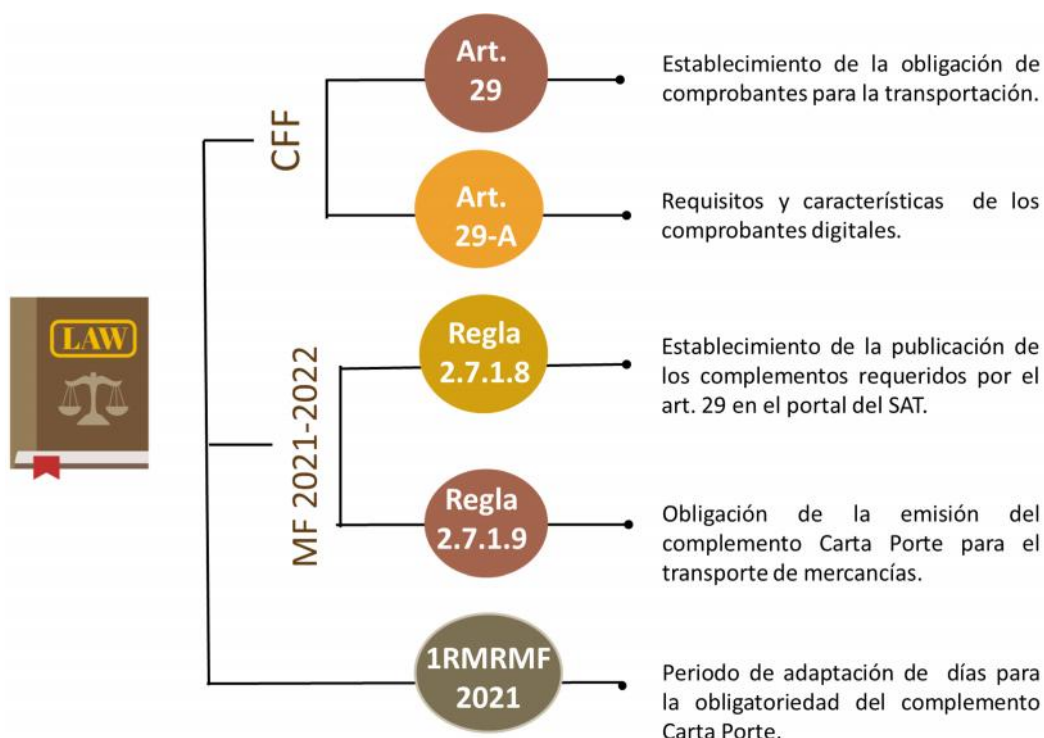 Art.
29
Establecimiento de la obligación de
comprobantes para la transportación.
CFF
Art.
29-A
Requisitos y características de los
comprobantes digitales.
LAW
Regla
2.7.1.8
Establecimiento de la publicación de
los complementos requeridos por el
art. 29 en el portal del SAT.
MF 2021-2022
Regla
2.7.1.9
Obligación de la emisión del
complemento Carta Porte para el
transporte de mercancías.
1RMRMF
2021
Periodo de adaptación de días para
la obligatoriedad del complemento
Carta Porte.